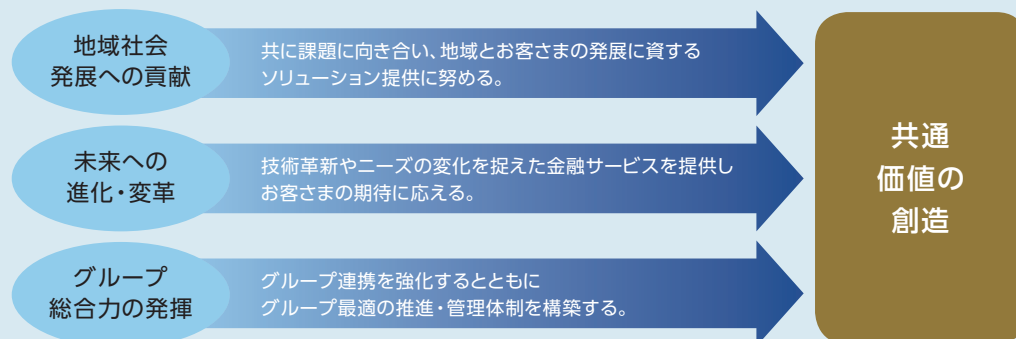 地域社会
発展への貢献
共に課題に向き合い、地域とお客さまの発展に資する
ソリューション提供に努める。
未来への
進化・変革
技術革新やニーズの変化を捉えた金融サービスを提供し
お客さまの期待に応える。
グループ
総合力の発揮
グループ連携を強化するとともに
グループ最適の推進・管理体制を構築する。
共通
価値の
創造